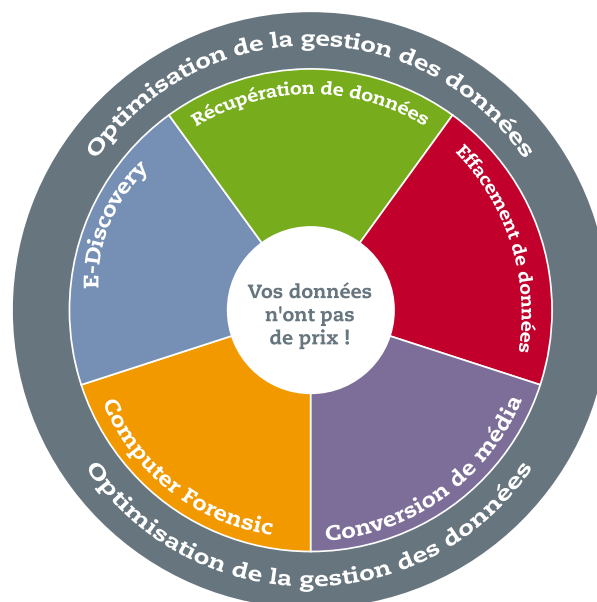 Optimisation de la gestion des données
Récupération de données
Effacement de données
E-Discovery
Vos données
n'ont pas
de prix !
Computer Forensic
Conversion de média
Optimisation de la gestion des données